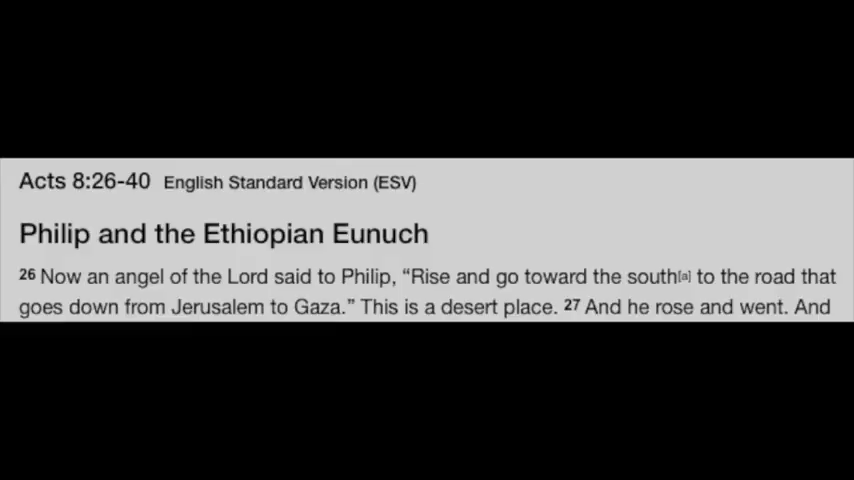 Acts 8:26-40 English Standard Version (ESV)
Philip and the Ethiopian Eunuch
26 Now an angel of the Lord said to Philip, “Rise and go toward the south[a] to the road that
goes down from Jerusalem to Gaza.” This is a desert place. 27 And he rose and went. And